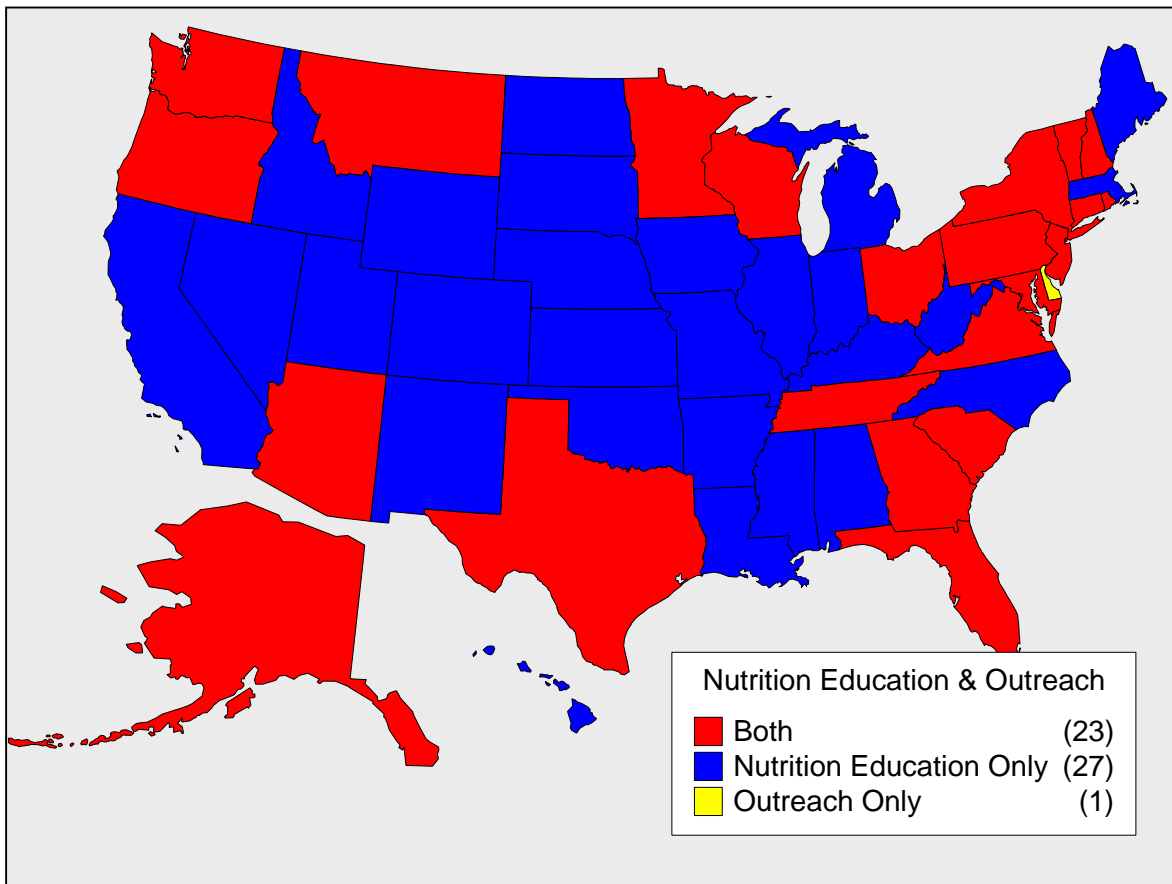 Nutrition Education & Outreach
Both (23)
Nutrition Education Only (27)
Outreach Only (1)